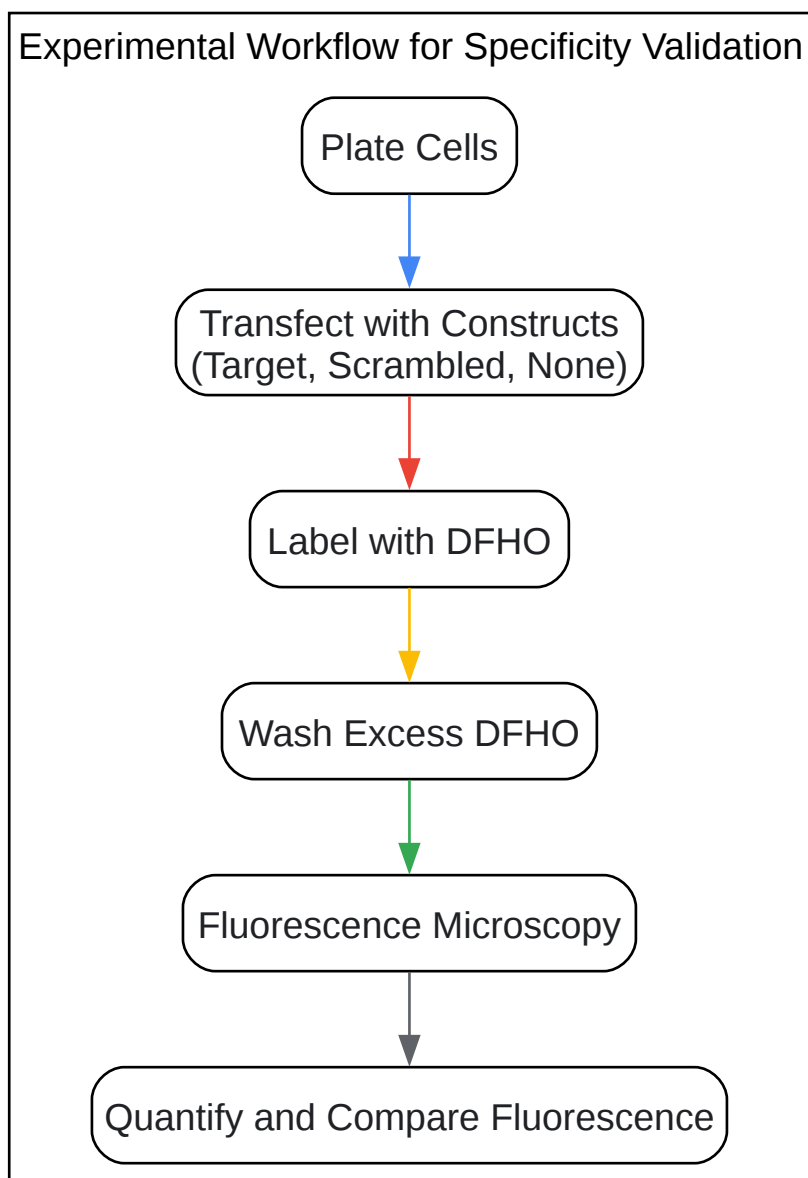 Experimental Workflow for Specificity Validation
Plate Cells
Transfect with Constructs
(Target, Scrambled, None)
Label with DFHO
Wash Excess DFHO
Fluorescence Microscopy
Quantify and Compare Fluorescence